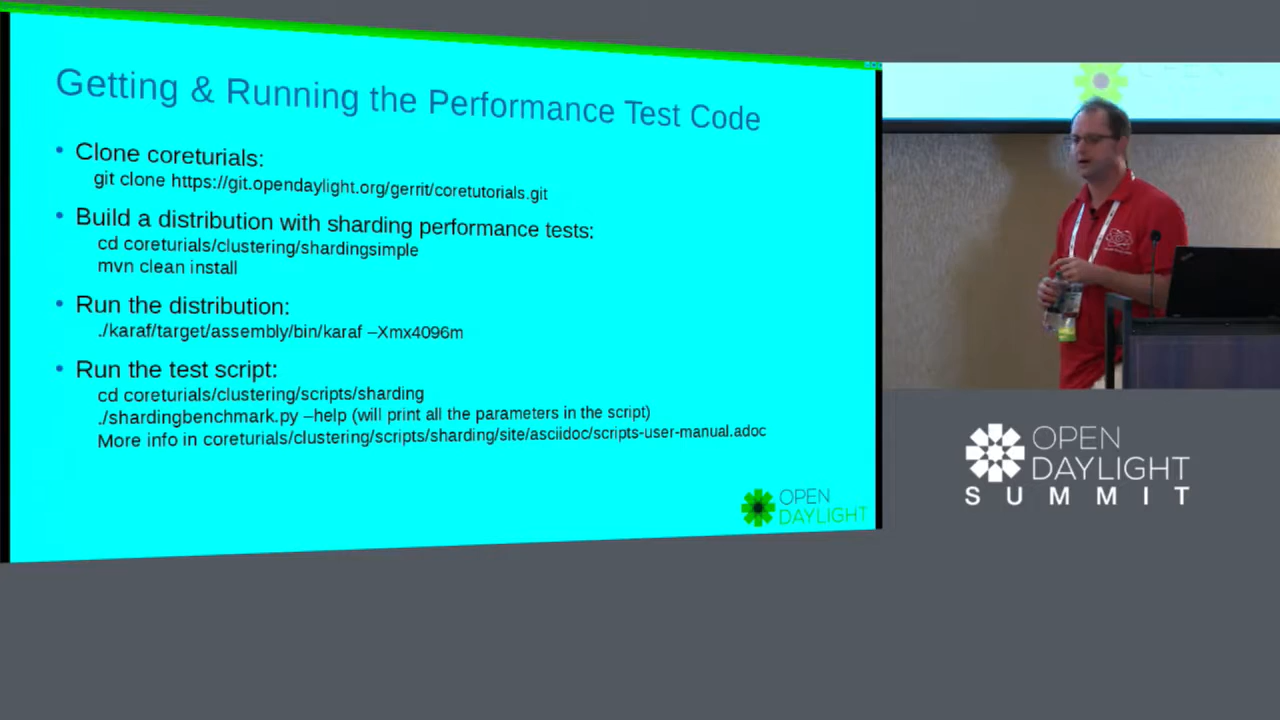 Getting & Running the Performance Test Code
• Clone coreturials:
git clone https://git.opendaylight.org/gerrit/coretutorials.git
• Build a distribution with sharding performance tests:
cd coreturials/clustering/shardingsimple
mvn clean install
• Run the distribution:
./karaf/target/assembly/bin/karaf –Xmx4096m
• Run the test script:
cd coreturials/clustering/scripts/sharding
./shardingbenchmark.py –help (will print all the parameters in the script)
More info in coreturials/clustering/scripts/sharding/site/asciidoc/scripts-user-manual.adoc
OPEN
DAYLIGHT
OPEN
DAYLIGHT
SUMMIT